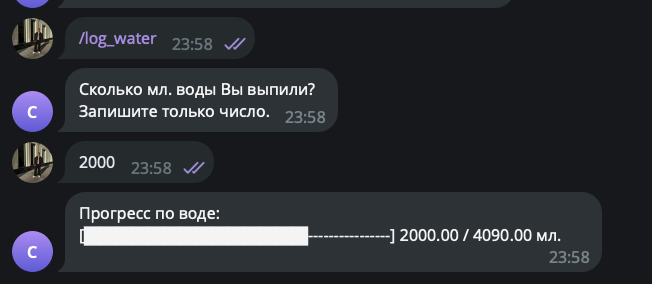 /log_water 23:58
Сколько мл. воды Вы выпили?
Запишите только число. 23:58
2000 23:58
Прогресс по воде:
[███████████████████----------------] 2000.00 / 4090.00 мл.
23:58
C
C